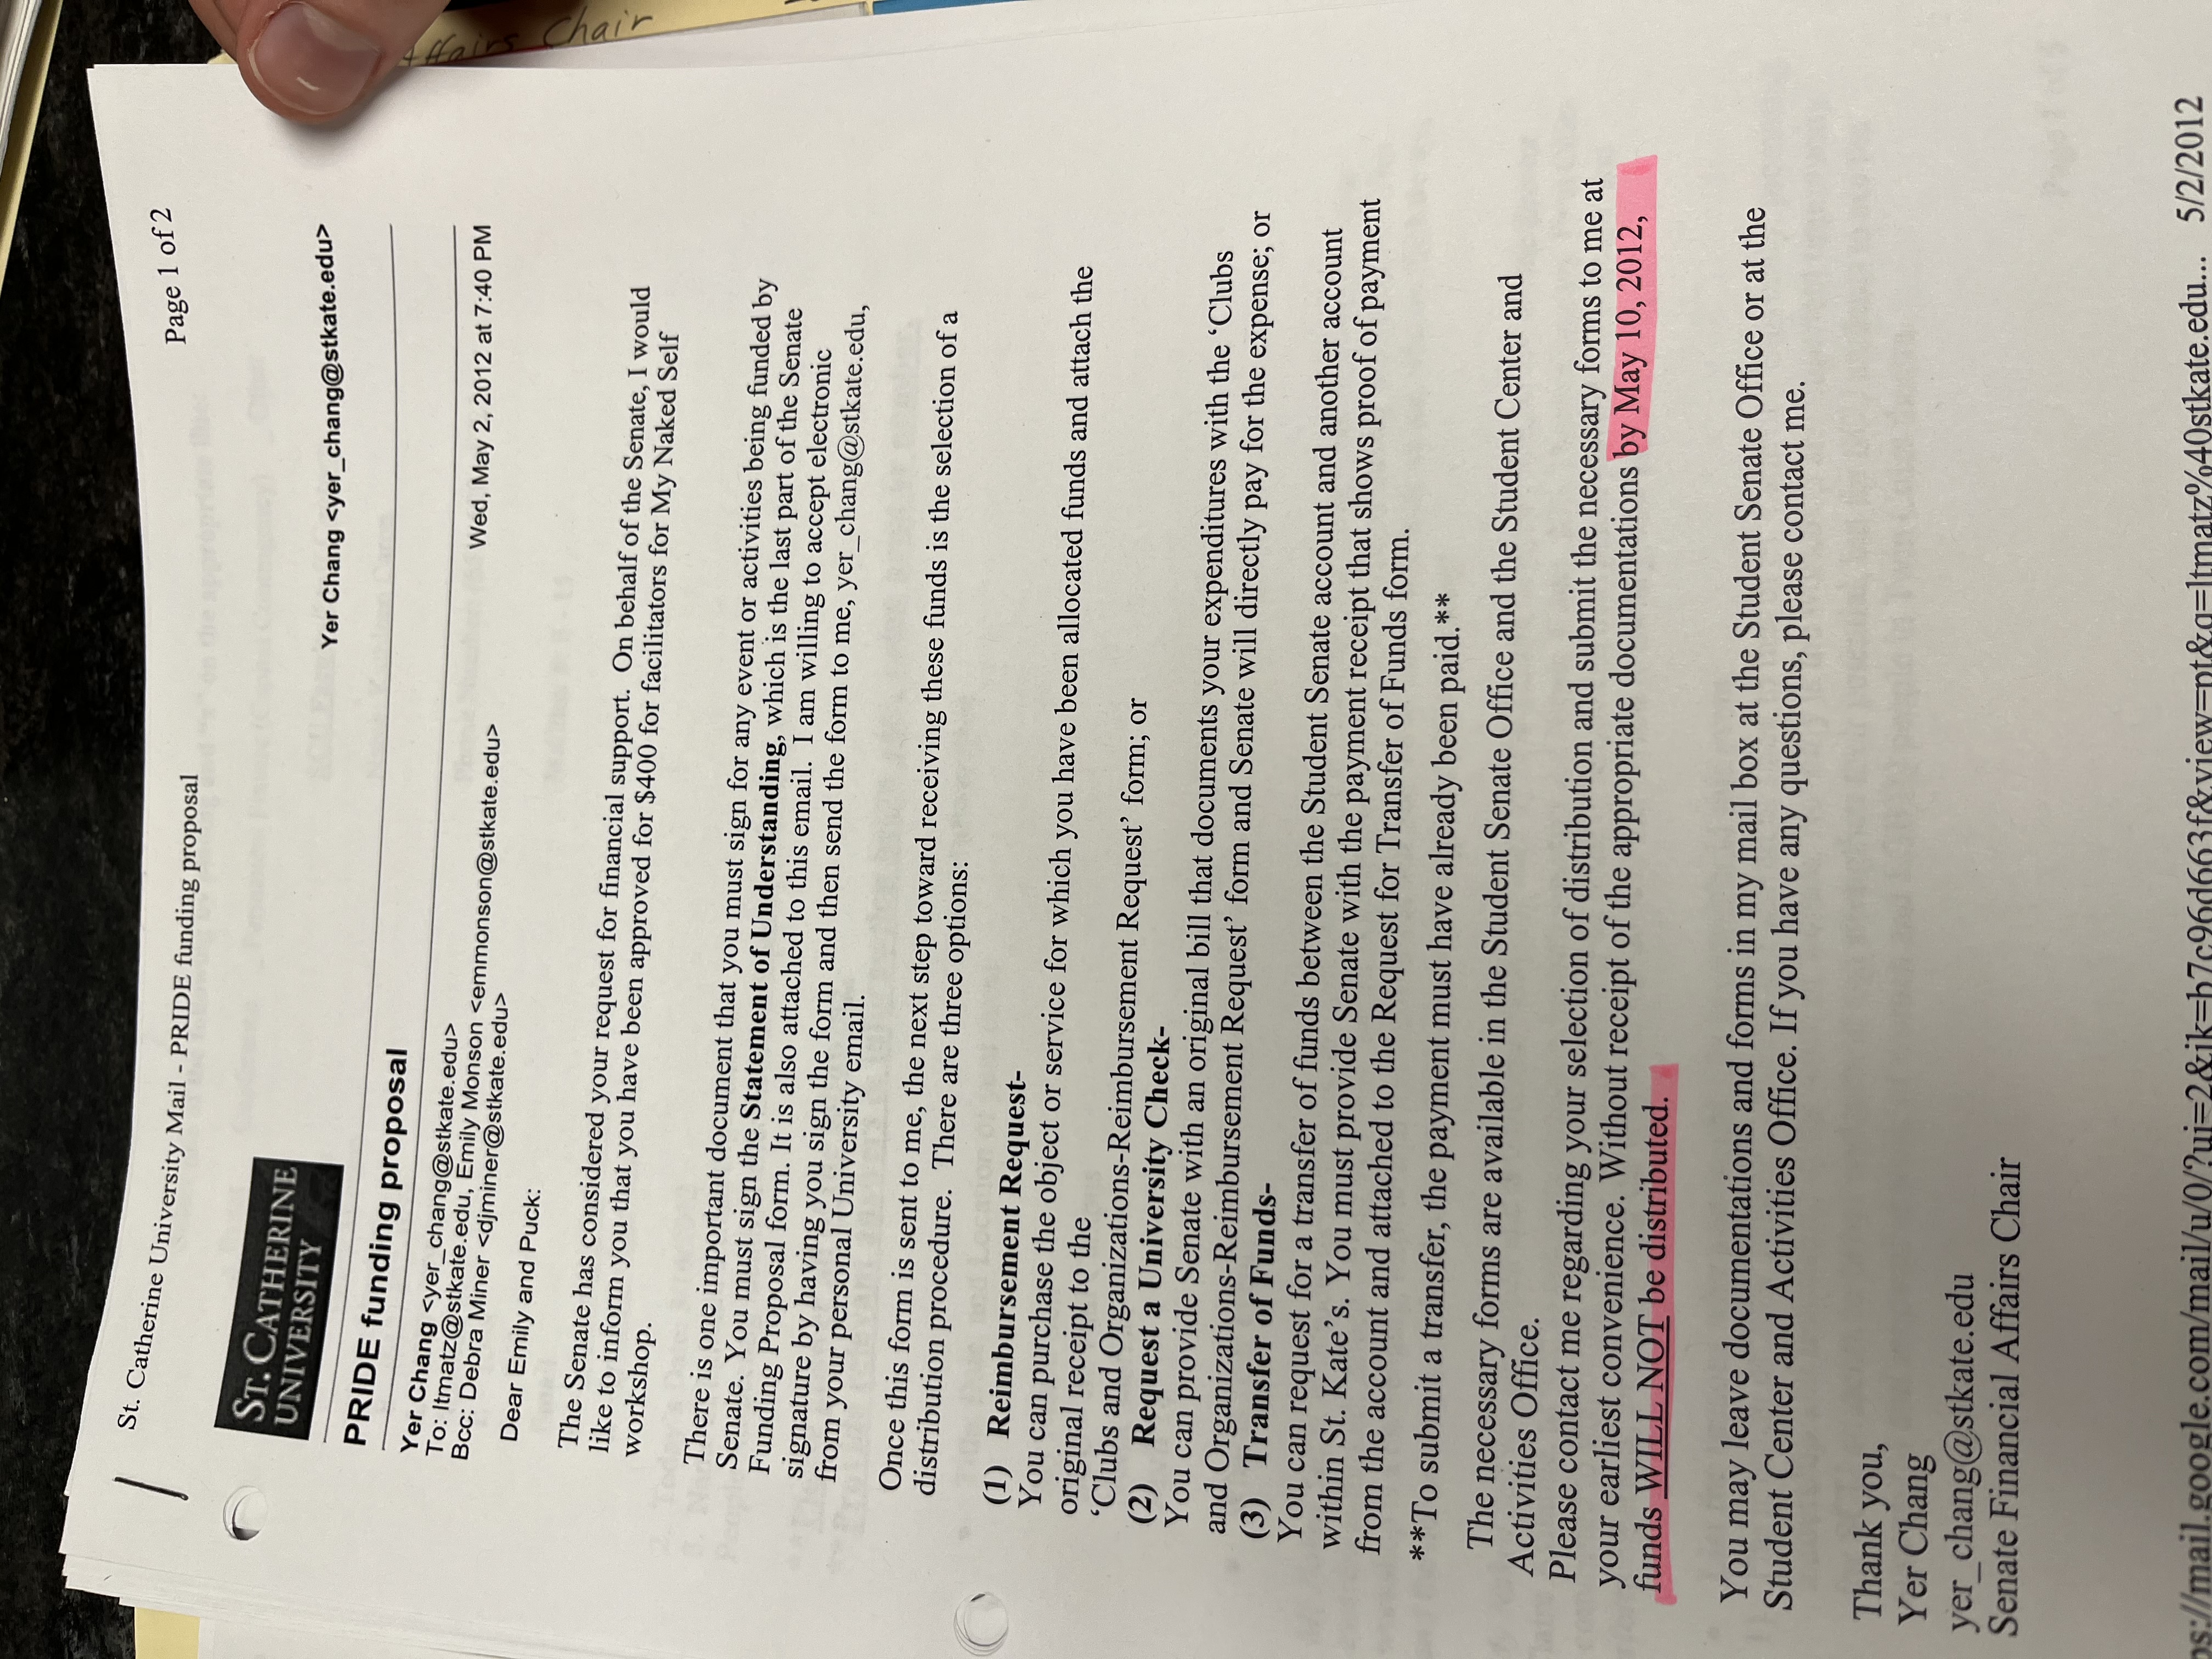 St. Catherine University Mail - PRIDE funding proposal
Page 1 of 2
ST. CATHERINE
UNIVERSITY
Yer Chang <yer_chang@stkate.edu>
PRIDE funding proposal
Yer Chang <yer_chang@stkate.edu>
To: ltmatz@stkate.edu, Emily Monson <emmonson@stkate.edu>
Bcc: Debra Miner <djminer@stkate.edu>
Wed, May 2, 2012 at 7:40 PM
Dear Emily and Puck:
The Senate has considered your request for financial support.  On behalf of the Senate, I would
like to inform you that you have been approved for $400 for facilitators for My Naked Self
workshop.
There is one important document that you must sign for any event or activities being funded by
Senate. You must sign the Statement of Understanding, which is the last part of the Senate
Funding Proposal form. It is also attached to this email.  I am willing to accept electronic
signature by having you sign the form and then send the form to me, yer_chang@stkate.edu,
from your personal University email.
Once this form is sent to me, the next step toward receiving these funds is the selection of a
distribution procedure.  There are three options:
(1) Reimbursement Request-
You can purchase the object or service for which you have been allocated funds and attach the
original receipt to the
‘Clubs and Organizations-Reimbursement Request’ form; or
(2) Request a University Check-
You can provide Senate with an original bill that documents your expenditures with the ‘Clubs
and Organizations-Reimbursement Request’ form and Senate will directly pay for the expense; or
(3) Transfer of Funds-
You can request for a transfer of funds between the Student Senate account and another account
within St. Kate’s. You must provide Senate with the payment receipt that shows proof of payment
from the account and attached to the Request for Transfer of Funds form.
**To submit a transfer, the payment must have already been paid.**
The necessary forms are available in the Student Senate Office and the Student Center and
Activities Office.
Please contact me regarding your selection of distribution and submit the necessary forms to me at
your earliest convenience. Without receipt of the appropriate documentations by May 10, 2012,
funds WILL NOT be distributed.
You may leave documentations and forms in my mail box at the Student Senate Office or at the
Student Center and Activities Office. If you have any questions, please contact me.
Thank you,
Yer Chang
yer_chang@stkate.edu
Senate Financial Affairs Chair
ps://mail.google.com/mail/u/0/?ui=2&ik=b7c96d663f&view=pt&q=ltmatz%40stkate.edu...
5/2/2012
ffairs Chair